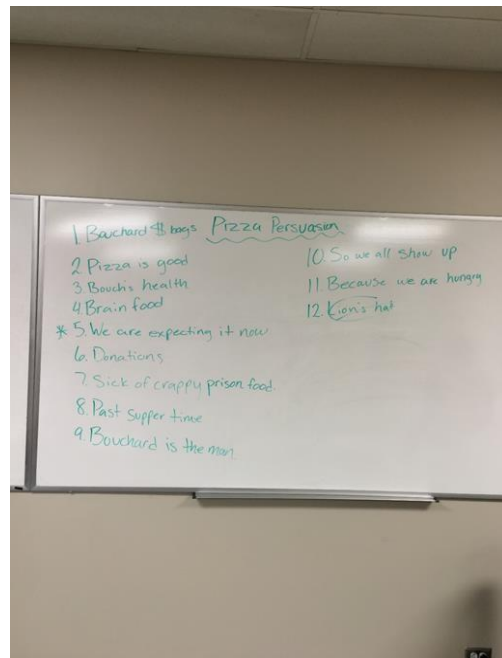 Pizza Persuasion
1 Bouchard $ bags
2 Pizza is good
3. Bouch's health
4. Brain food
* 5. We are expecting it now
6. Donations
7. Sick of crappy prison food.
8. Past supper time
9. Bouchard is the man
10. So we all show up
11 Because we are hungry
12. Kion's hat